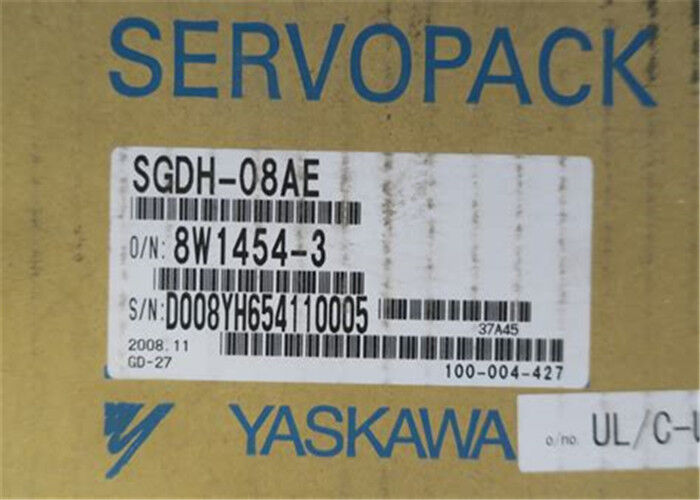 SERVOPACK
SGDH-08AE
O/N: 8W1454-3
S/N: D008YH654110005
37A45
2008.11
GD-27
100-004-427
YASKAWA
o/no. UL/C-U